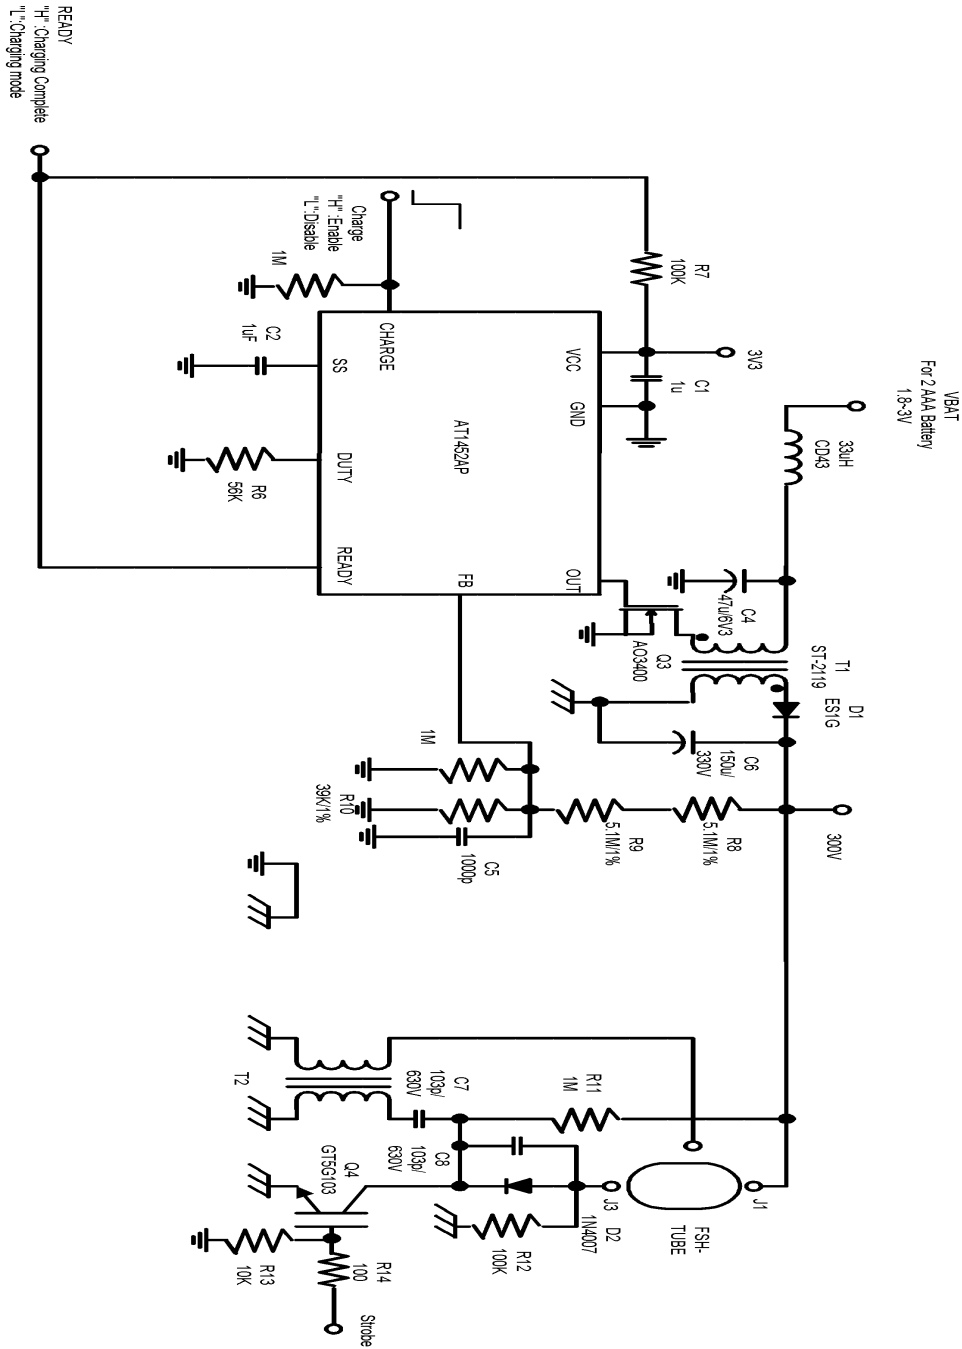 VBAT
For 2 AAA Battery
1.8~3V
33uH
CD43
C4
47u/6V3
T1
ST-2119
D1
ES1G
C6
150u/
330V
300V
3V3
R7
100K
C1
1u
Q3
AO3400
R8
5.1M/1%
R9
5.1M/1%
J1
FSH-
TUBE
J3
D2
1N4007
R11
1M
VCC
GND
OUT
AT1452AP
FB
CHARGE
SS
DUTY
READY
Charge
"H" :Enable
"L":Disable
1M
C2
1uF
R6
56K
1M
R10
39K/1%
C5
1000p
C7
103p/
630V
C8
103p/
630V
R12
100K
T2
Q4
GT5G103
R14
100
R13
10K
Strobe
READY
"H" :Charging Complete
"L":Charging mode